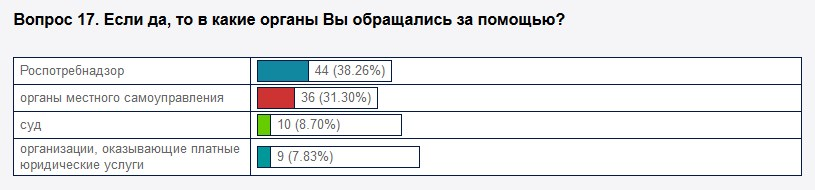 Вопрос 17. Если да, то в какие органы Вы обращались за помощью?
Роспотребнадзор 44 (38.26%)
органы местного самоуправления 36 (31.30%)
суд 10 (8.70%)
организации, оказывающие платные
юридические услуги 9 (7.83%)